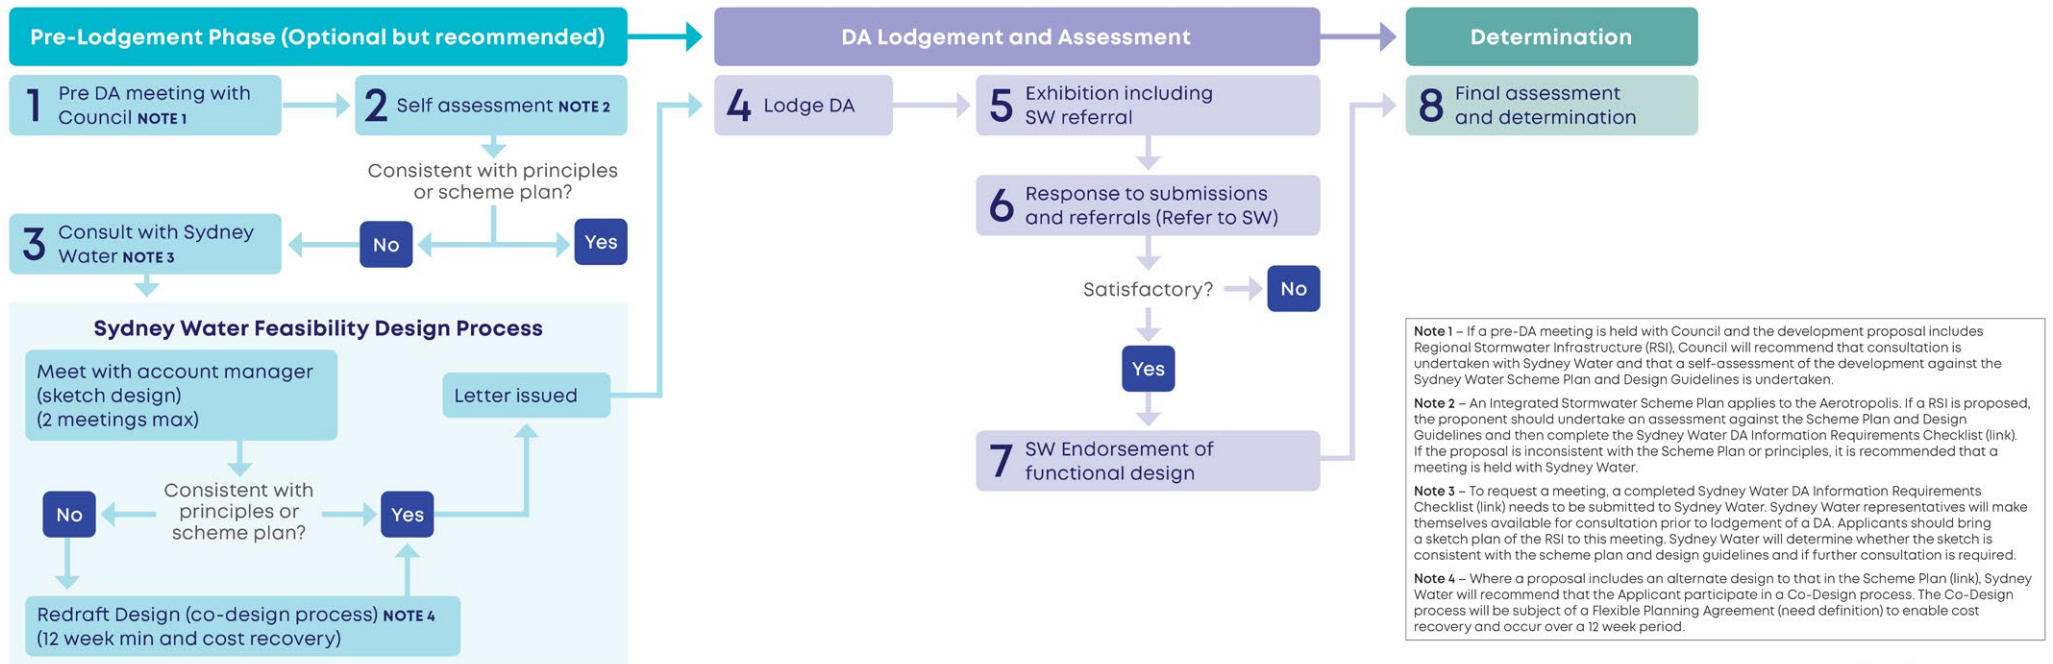 Pre-Lodgement Phase (Optional but recommended)
DA Lodgement and Assessment
Determination
1 Pre DA meeting with
Council NOTE 1
2 Self assessment NOTE 2
Consistent with principles
or scheme plan?
No
Yes
3 Consult with Sydney
Water NOTE 3
Sydney Water Feasibility Design Process
Meet with account manager
(sketch design)
(2 meetings max)
Letter issued
Consistent with
principles or
scheme plan?
No
Yes
Redraft Design (co-design process) NOTE 4
(12 week min and cost recovery)
4 Lodge DA
5 Exhibition including
SW referral
6 Response to submissions
and referrals (Refer to SW)
Satisfactory?
No
Yes
7 SW Endorsement of
functional design
8 Final assessment
and determination
Note 1 – If a pre-DA meeting is held with Council and the development proposal includes
Regional Stormwater Infrastructure (RSI), Council will recommend that consultation is
undertaken with Sydney Water and that a self-assessment of the development against the
Sydney Water Scheme Plan and Design Guidelines is undertaken.
Note 2 – An Integrated Stormwater Scheme Plan applies to the Aerotropolis. If a RSI is proposed,
the proponent should undertake an assessment against the Scheme Plan and Design
Guidelines and then complete the Sydney Water DA Information Requirements Checklist (link).
If the proposal is inconsistent with the Scheme Plan or principles, it is recommended that a
meeting is held with Sydney Water.
Note 3 – To request a meeting, a completed Sydney Water DA Information Requirements
Checklist (link) needs to be submitted to Sydney Water. Sydney Water representatives will make
themselves available for consultation prior to lodgement of a DA. Applicants should bring
a sketch plan of the RSI to this meeting. Sydney Water will determine whether the sketch is
consistent with the scheme plan and design guidelines and if further consultation is required.
Note 4 – Where a proposal includes an alternate design to that in the Scheme Plan (link), Sydney
Water will recommend that the Applicant participate in a Co-Design process. The Co-Design
process will be subject of a Flexible Planning Agreement (need definition) to enable cost
recovery and occur over a 12 week period.